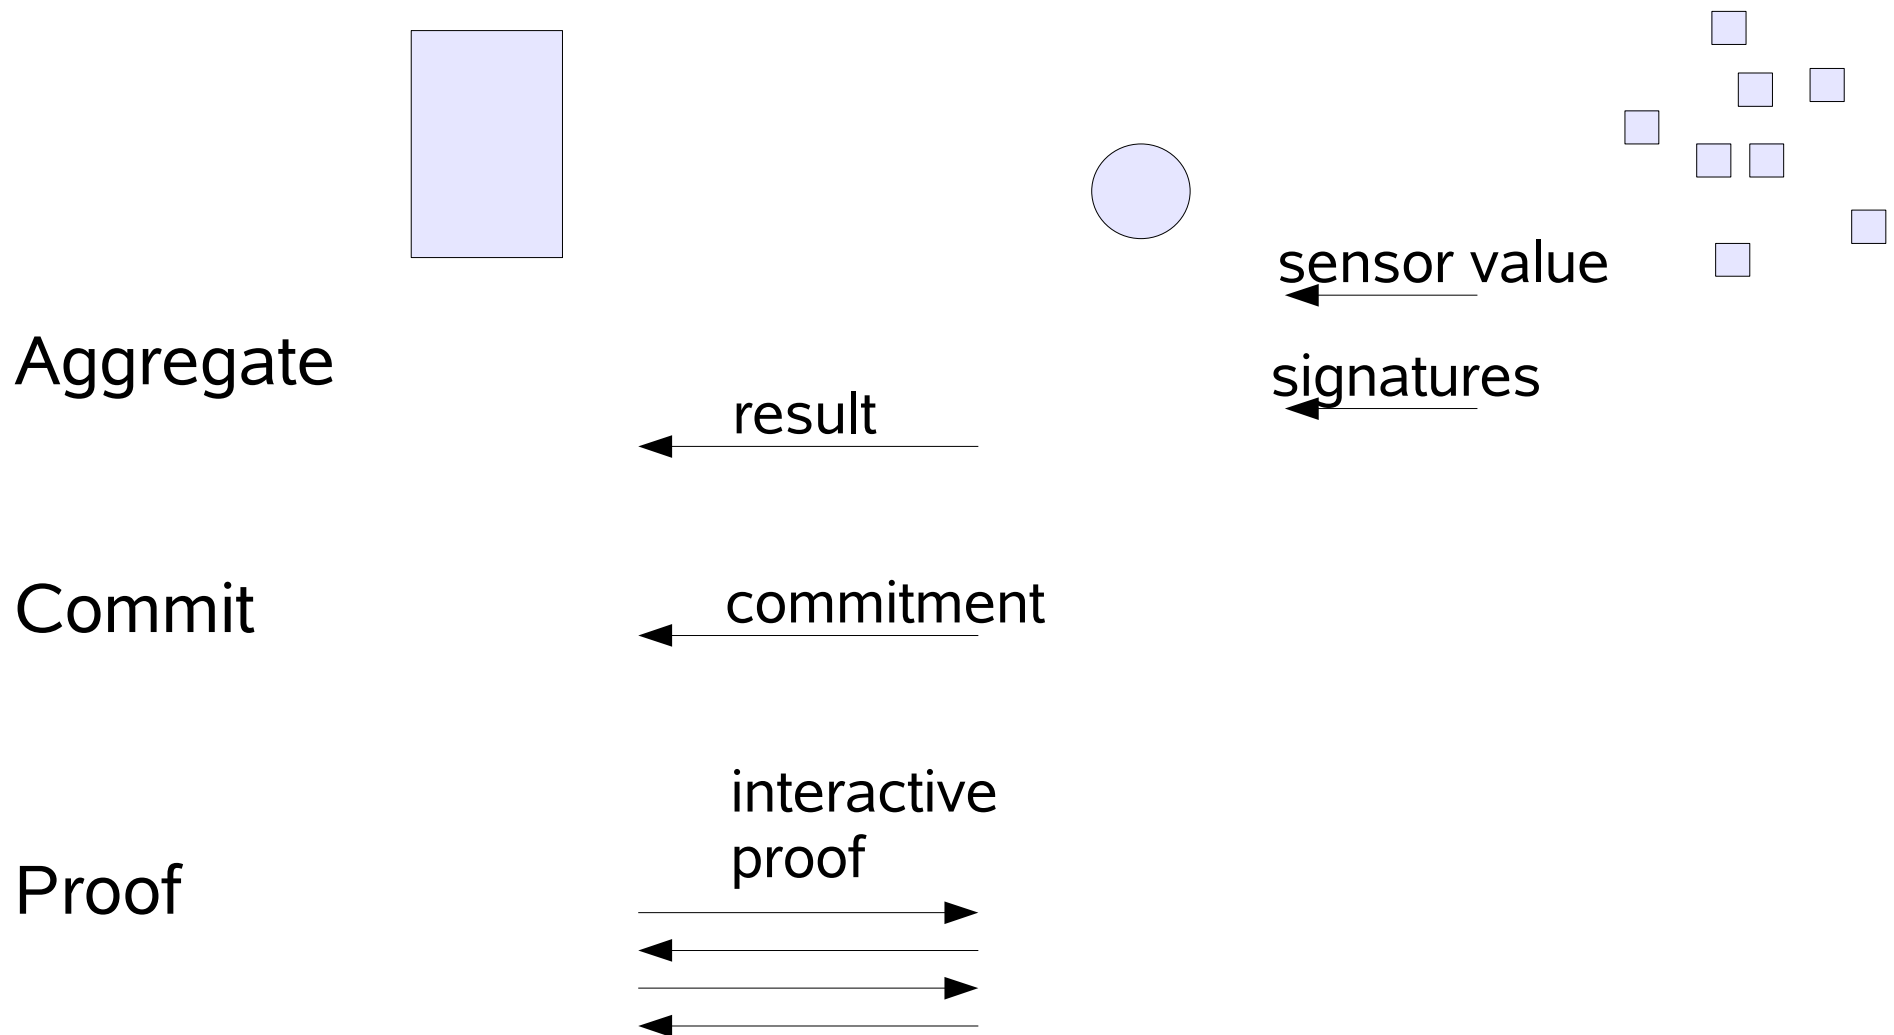 sensor value
Aggregate
signatures
result
Commit
commitment
interactive
proof
Proof